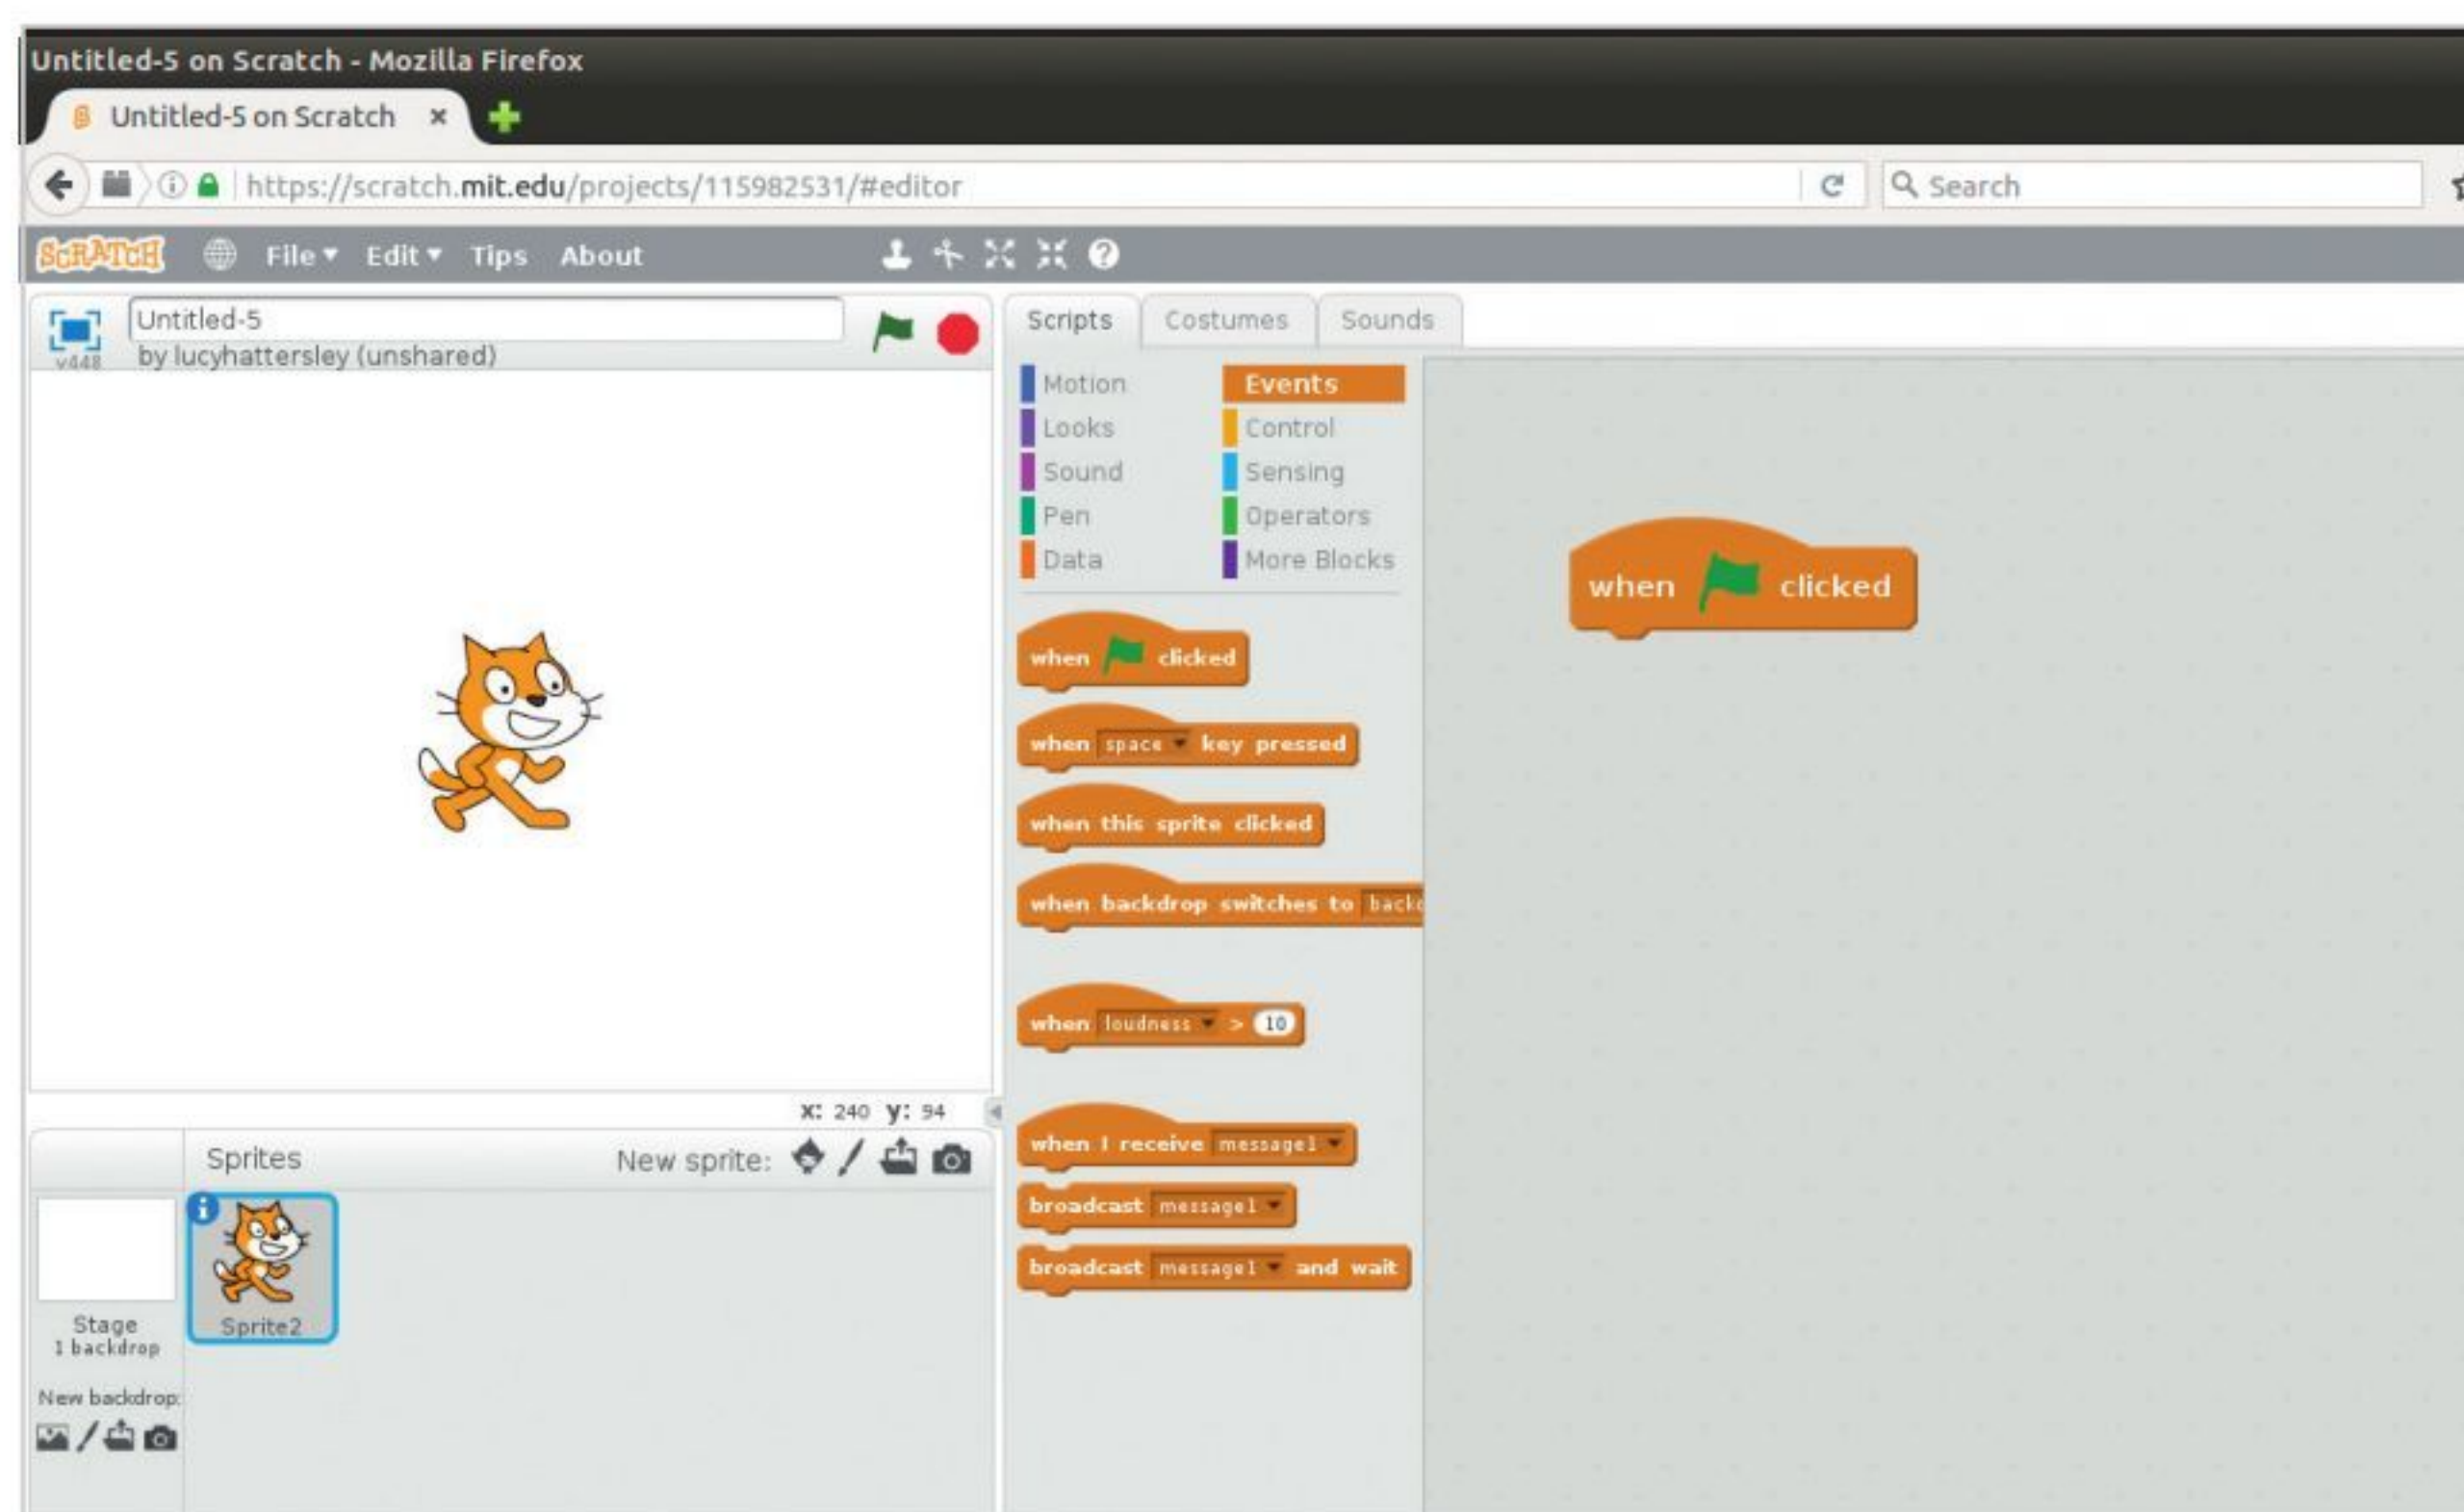 Untitled-5 on Scratch - Mozilla Firefox
Untitled-5 on Scratch
https://scratch.mit.edu/projects/115982531/#editor
Search
SCRATCH File Edit Tips About
Untitled-5
by lucyhattersley (unshared)
v448
Scripts Costumes Sounds
Motion Events
Looks Control
Sound Sensing
Pen Operators
Data More Blocks
when clicked
when space key pressed
when this sprite clicked
when backdrop switches to
when loudness > 10
when I receive message1
broadcast message1
broadcast message1 and wait
when clicked
x: 240 y: 94
Sprites New sprite:
Sprite2
Stage
1 backdrop
New backdrop: